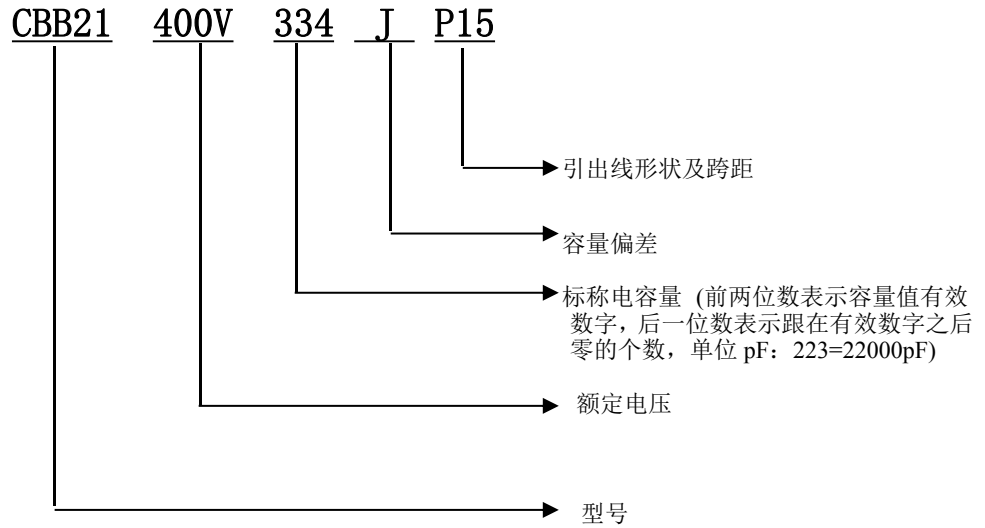 CBB21 400V 334 J P15
引出线形状及跨距
容量偏差
标称电容量 (前两位数表示容量值有效
数字，后一位数表示跟在有效数字之后
零的个数，单位 pF：223=22000pF)
额定电压
型号